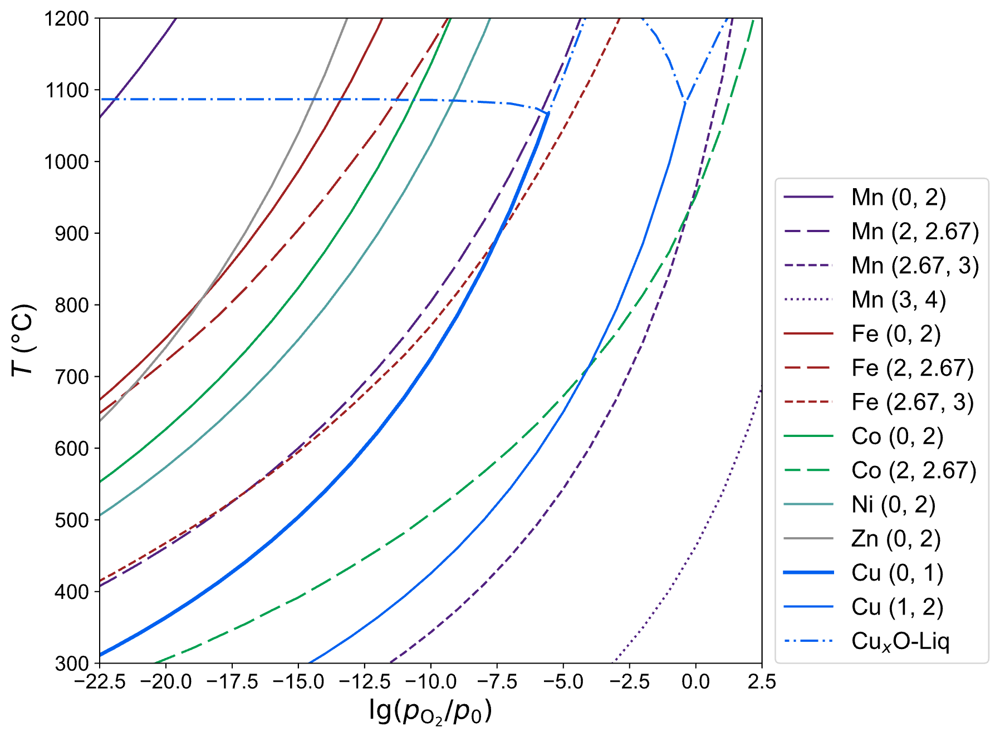 1200
1100
1000
900
800
700
600
500
400
300
T (°C)
−22.5 −20.0 −17.5 −15.0 −12.5 −10.0 −7.5 −5.0 −2.5 0.0 2.5
lg(pO₂/p₀)
Mn (0, 2)
Mn (2, 2.67)
Mn (2.67, 3)
Mn (3, 4)
Fe (0, 2)
Fe (2, 2.67)
Fe (2.67, 3)
Co (0, 2)
Co (2, 2.67)
Ni (0, 2)
Zn (0, 2)
Cu (0, 1)
Cu (1, 2)
CuₓO-Liq